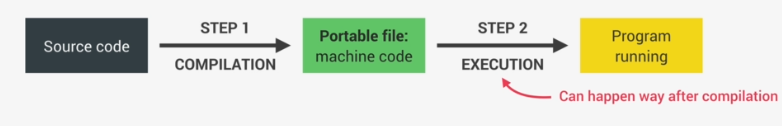 Source code
STEP 1
COMPILATION
Portable file:
machine code
STEP 2
EXECUTION
Program
running
Can happen way after compilation